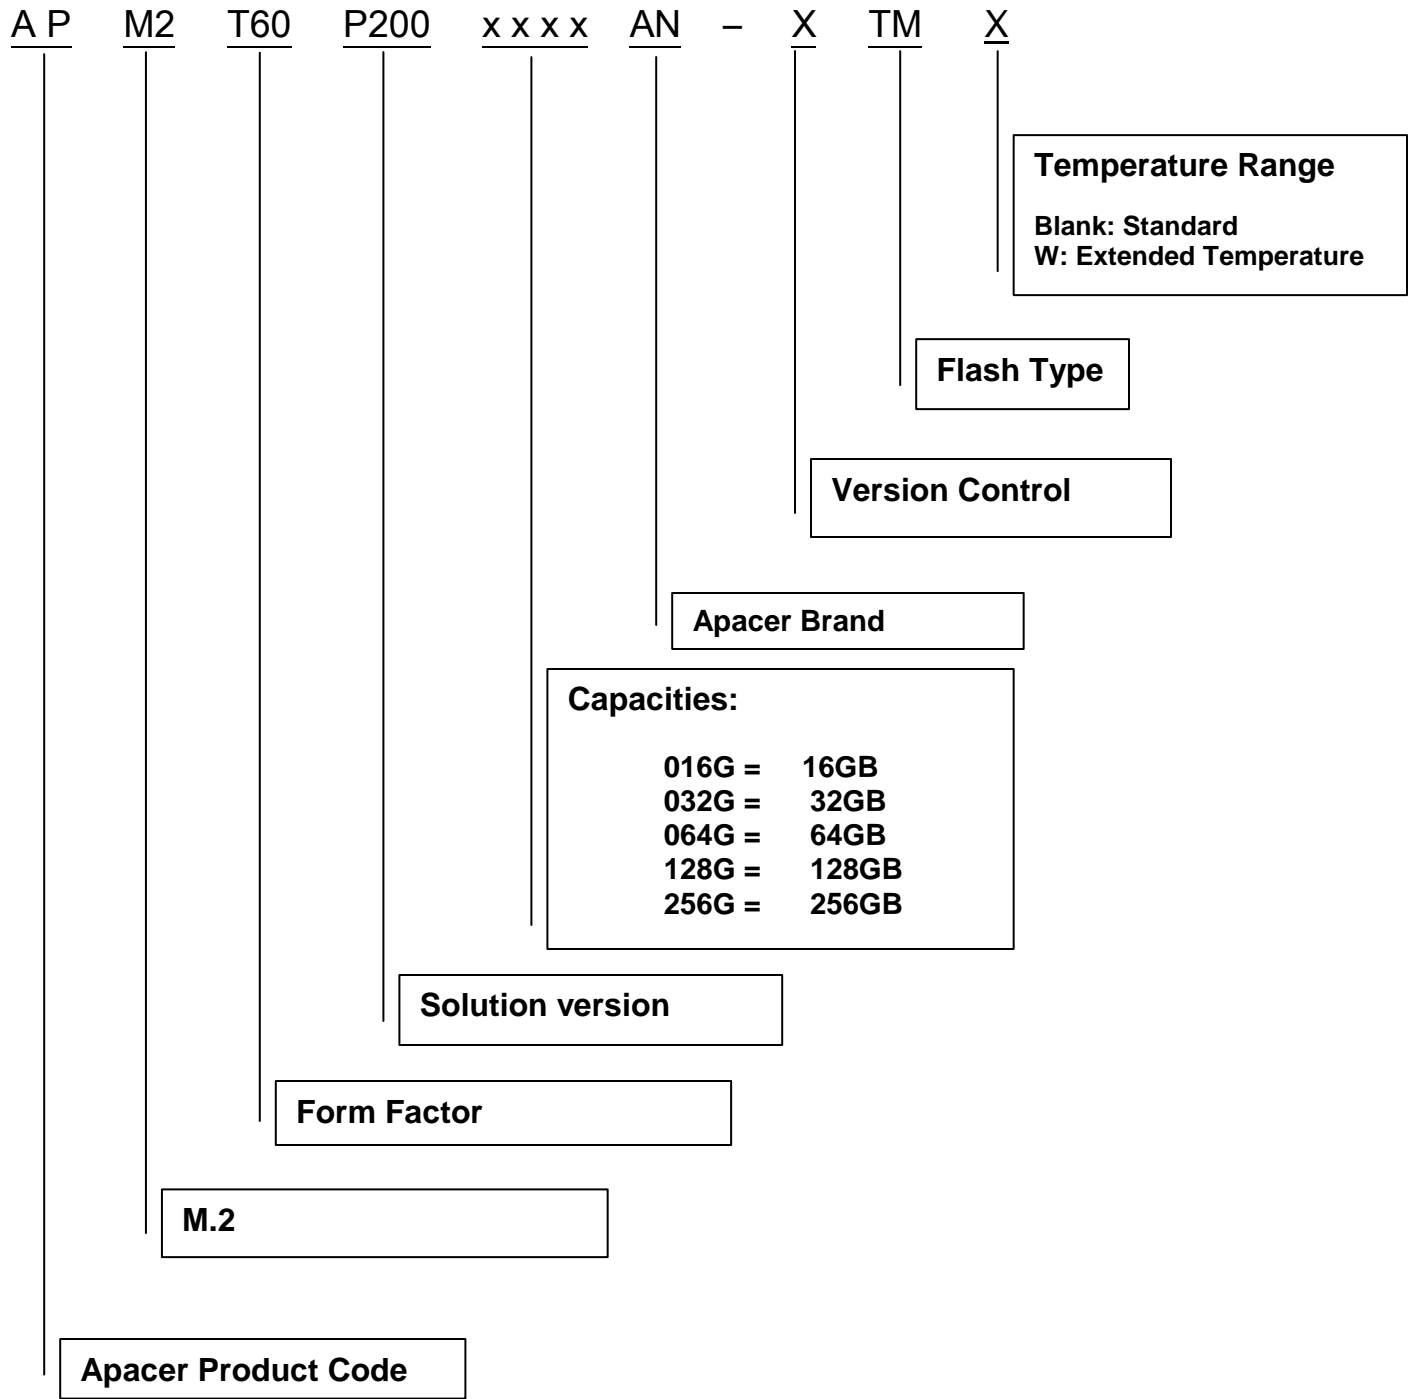 A P M2 T60 P200 x x x x AN – X TM X
Temperature Range
Blank: Standard
W: Extended Temperature
Flash Type
Version Control
Apacer Brand
Capacities:
016G = 16GB
032G = 32GB
064G = 64GB
128G = 128GB
256G = 256GB
Solution version
Form Factor
M.2
Apacer Product Code